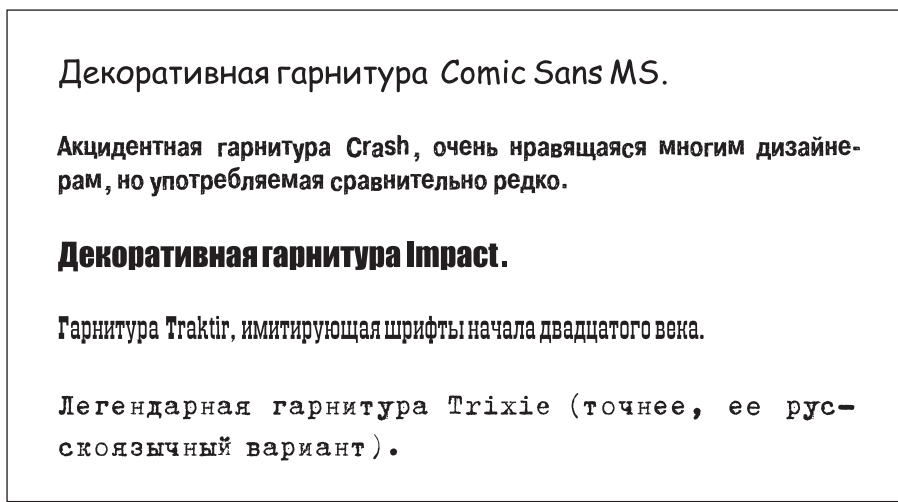 Декоративная гарнитура Comic Sans MS.
Акцидентная гарнитура Crash, очень нравящаяся многим дизайне-
рам, но употребляемая сравнительно редко.
Декоративная гарнитура Impact.
Гарнитура Traktir, имитирующая шрифты начала двадцатого века.
Легендарная гарнитура Trixie (точнее, ее рус-
скоязычный вариант).